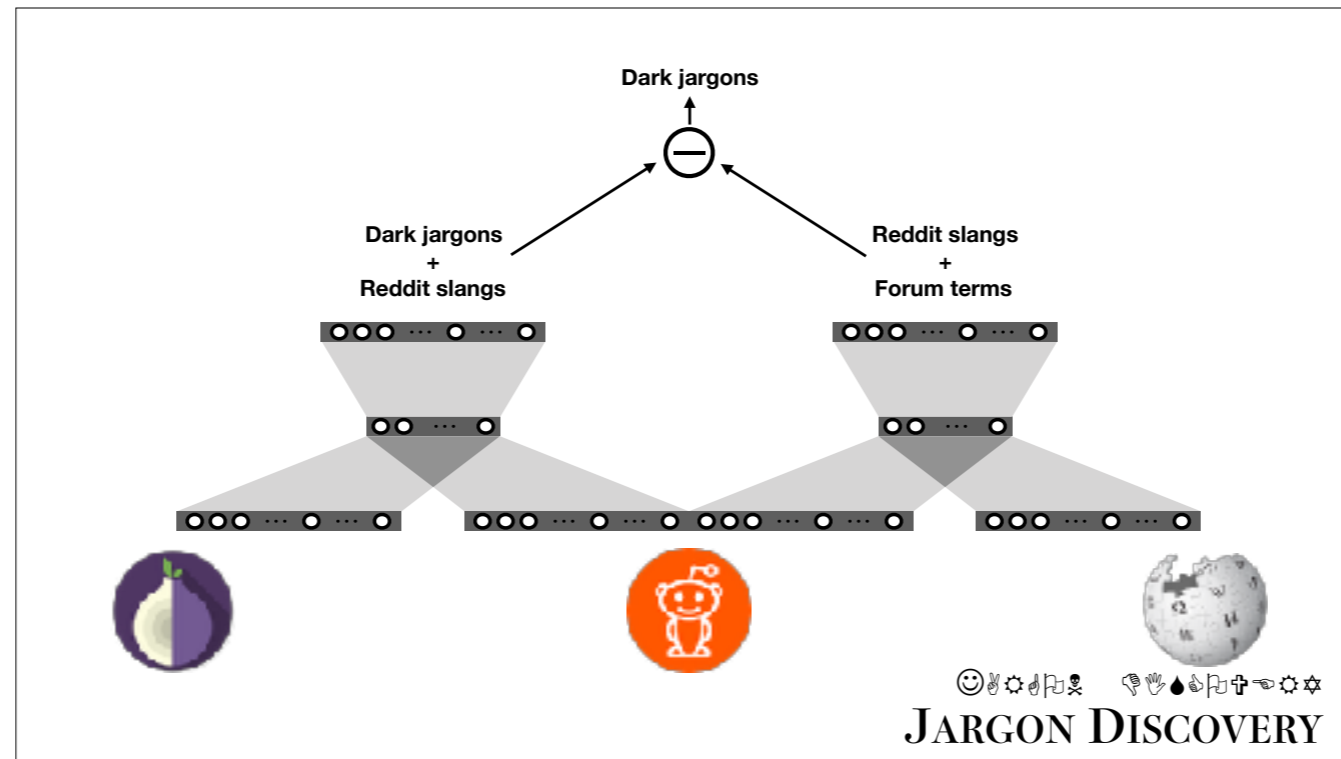 Dark jargons
Dark jargons
+
Reddit slangs
Reddit slangs
+
Forum terms
JARGON DISCOVERY